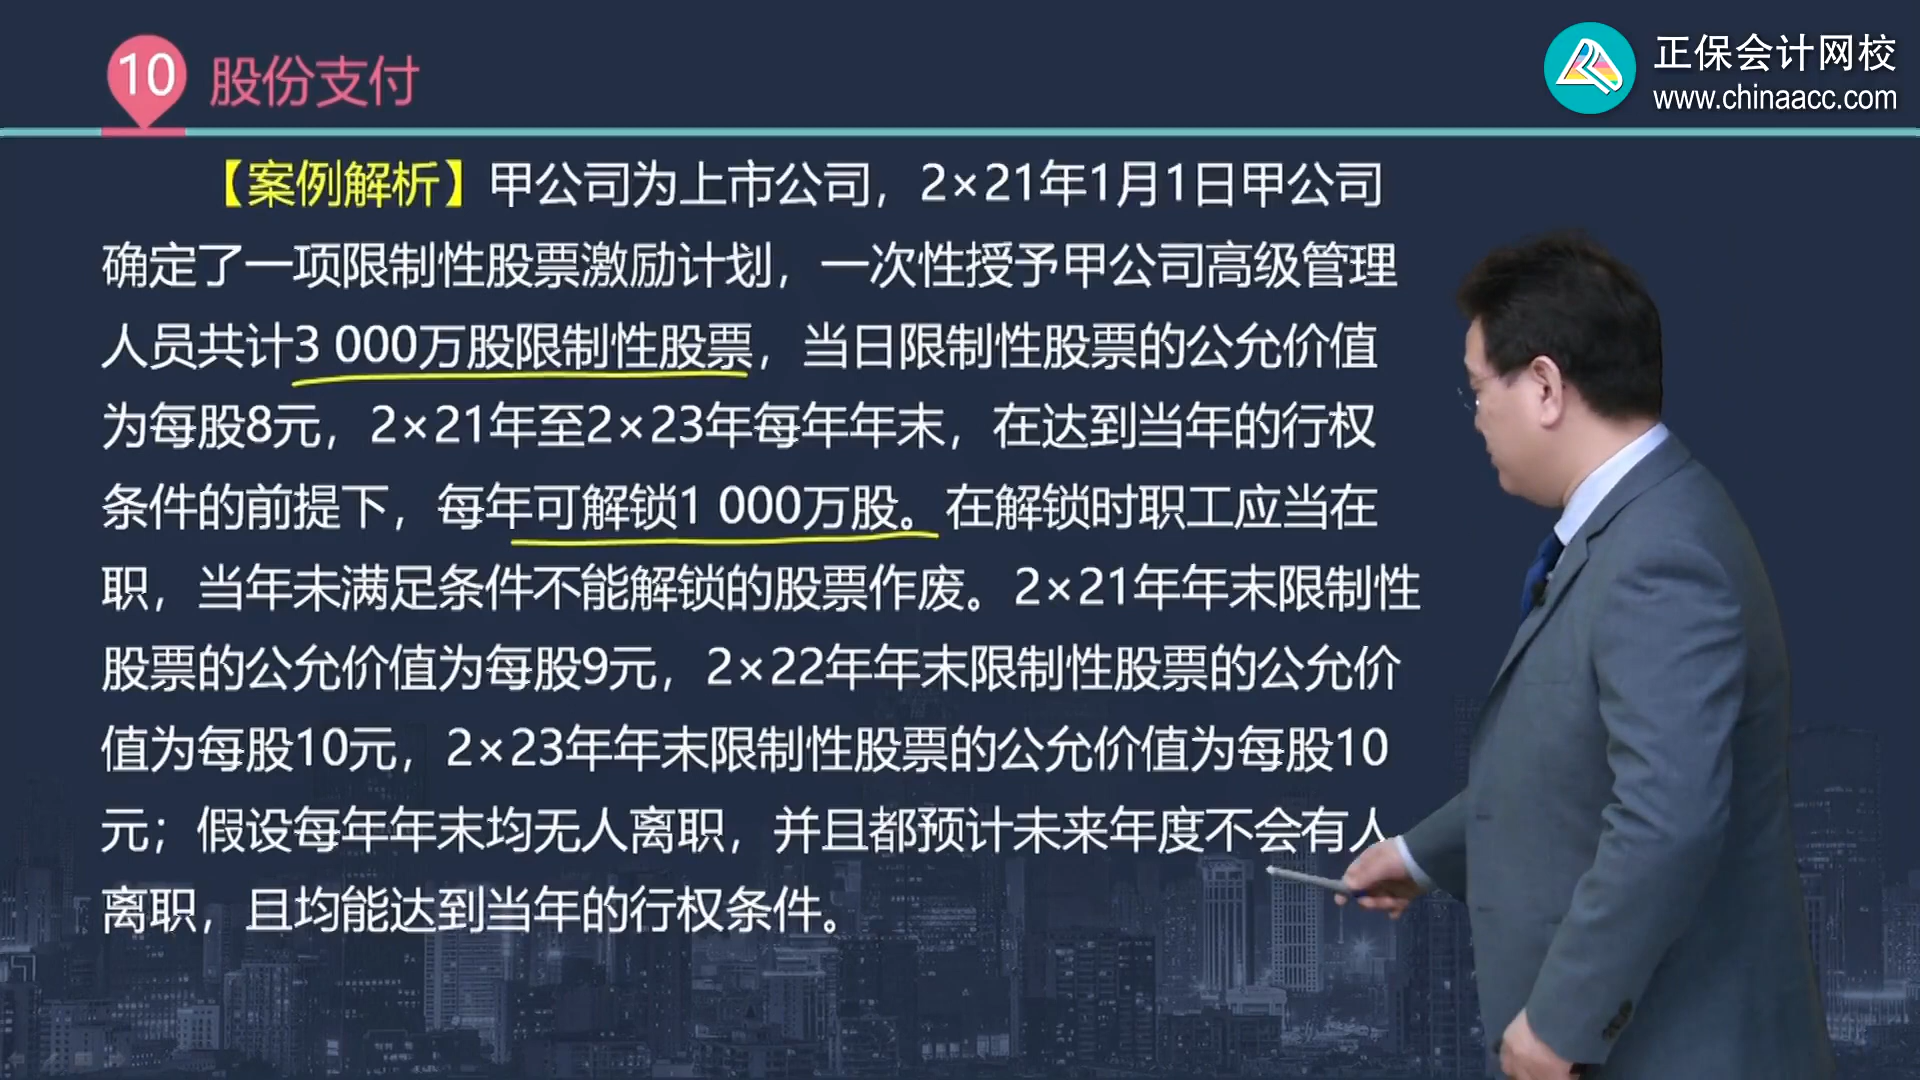 10 股份支付
正保会计网校
www.chinaacc.com
【案例解析】甲公司为上市公司，2×21年1月1日甲公司
确定了一项限制性股票激励计划，一次性授予甲公司高级管理
人员共计3 000万股限制性股票，当日限制性股票的公允价值
为每股8元，2×21年至2×23年每年年末，在达到当年的行权
条件的前提下，每年可解锁1 000万股。在解锁时职工应当在
职，当年未满足条件不能解锁的股票作废。2×21年年末限制性
股票的公允价值为每股9元，2×22年年末限制性股票的公允价
值为每股10元，2×23年年末限制性股票的公允价值为每股10
元；假设每年年末均无人离职，并且都预计未来年度不会有人
离职，且均能达到当年的行权条件。